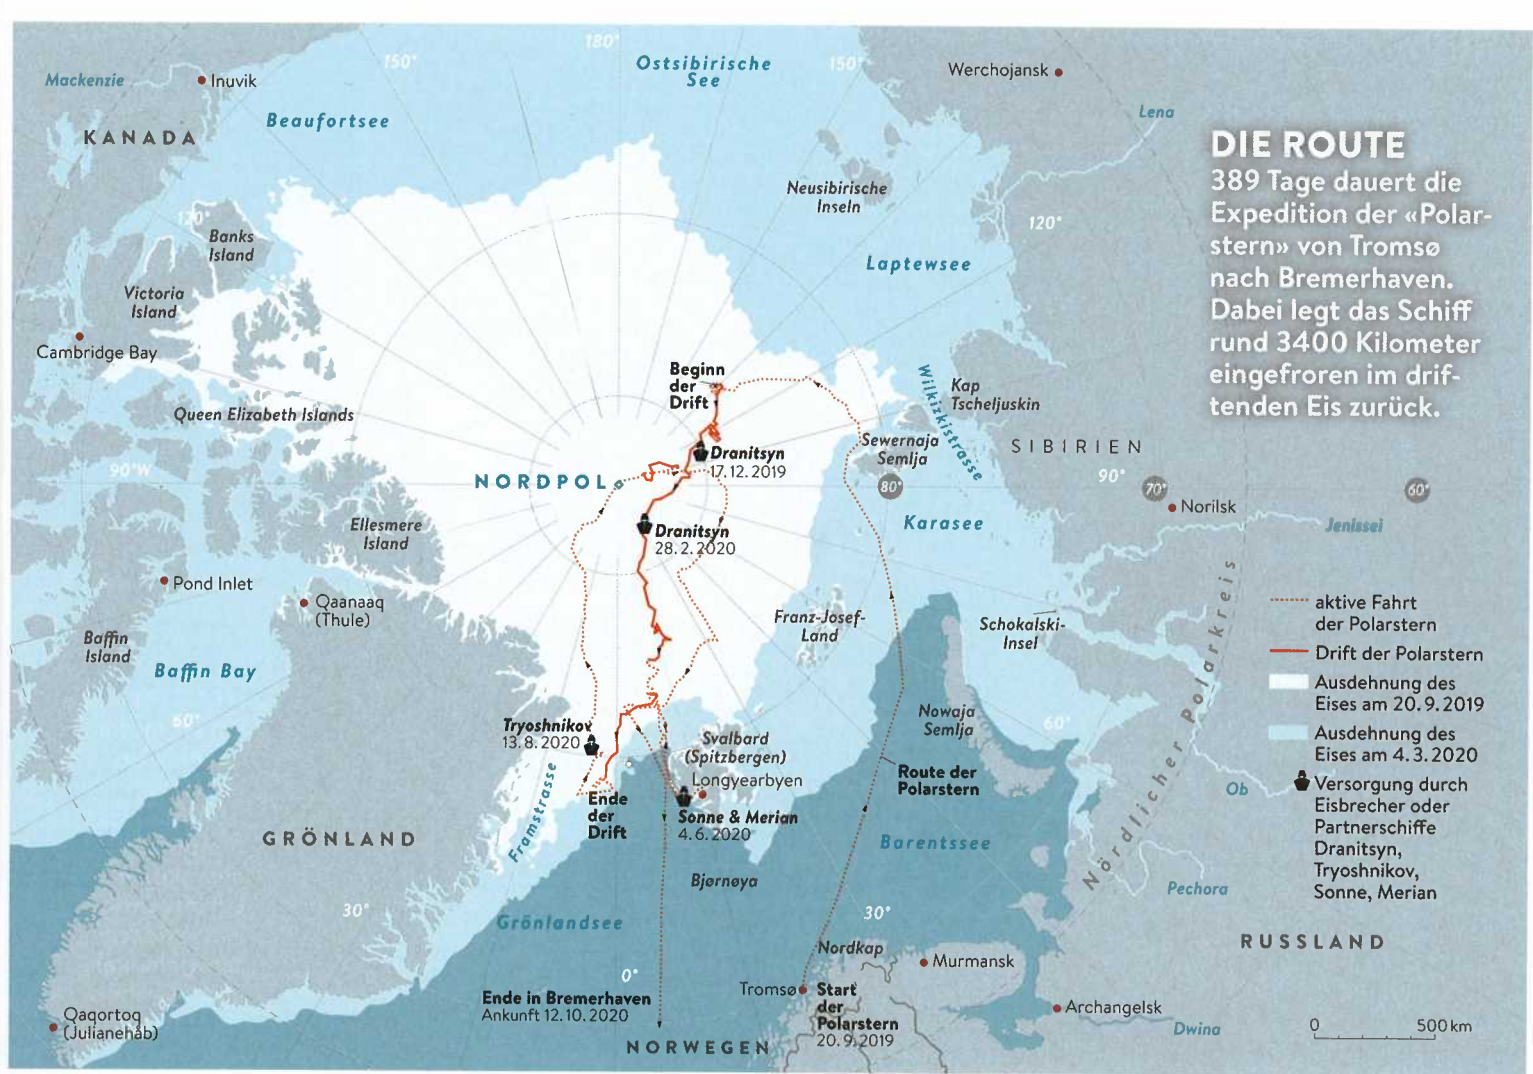 180°
150°
150°
Ostsibirische
See
Werchojansk
Mackenzie
Inuvik
Beaufortsee
KANADA
Lena
DIE ROUTE
389 Tage dauert die
Expedition der «Polar-
stern» von Tromsø
nach Bremerhaven.
Dabei legt das Schiff
rund 3400 Kilometer
eingefroren im drif-
tenden Eis zurück.
Neusibirische
Inseln
120°
120°
Banks
Island
Laptewsee
Victoria
Island
Cambridge Bay
Beginn
der
Drift
Wilkizkistrasse
Kap
Tscheljuskin
Queen Elizabeth Islands
Sewernaja
Semlja
SIBIRIEN
Dranitsyn
17.12.2019
90°W
NORDPOL
80°
90°
70°
60°
Norilsk
Ellesmere
Island
Dranitsyn
28.2.2020
Karasee
Jenissei
Pond Inlet
Qaanaaq
(Thule)
Franz-Josef-
Land
Schokalski-
Insel
Nördlicher Polarkreis
aktive Fahrt
der Polarstern
Drift der Polarstern
Ausdehnung des
Eises am 20.9.2019
Ausdehnung des
Eises am 4.3.2020
Versorgung durch
Eisbrecher oder
Partnerschiffe
Dranitsyn,
Tryoshnikov,
Sonne, Merian
Baffin
Island
Baffin Bay
60°
60°
Tryoshnikov
13.8.2020
Svalbard
(Spitzbergen)
Longyearbyen
Nowaja
Semlja
Route der
Polarstern
Ob
Framstrasse
Ende
der
Drift
Sonne & Merian
4.6.2020
GRÖNLAND
Barentssee
Bjørnøya
Pechora
30°
30°
Grönlandsee
Nordkap
Murmansk
RUSSLAND
0°
Tromsø
Start
der
Polarstern
20.9.2019
Ende in Bremerhaven
Ankunft 12.10.2020
Archangelsk
Dwina
Qaqortoq
(Julianehåb)
NORWEGEN
0 500 km